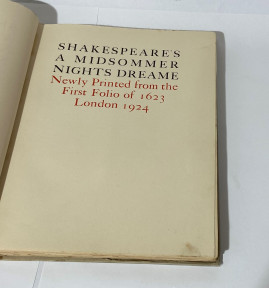 SHAKESPEARE'S
A MIDSOMMER
NIGHTS DREAME
Newly Printed from the
First Folio of 1623
London 1924